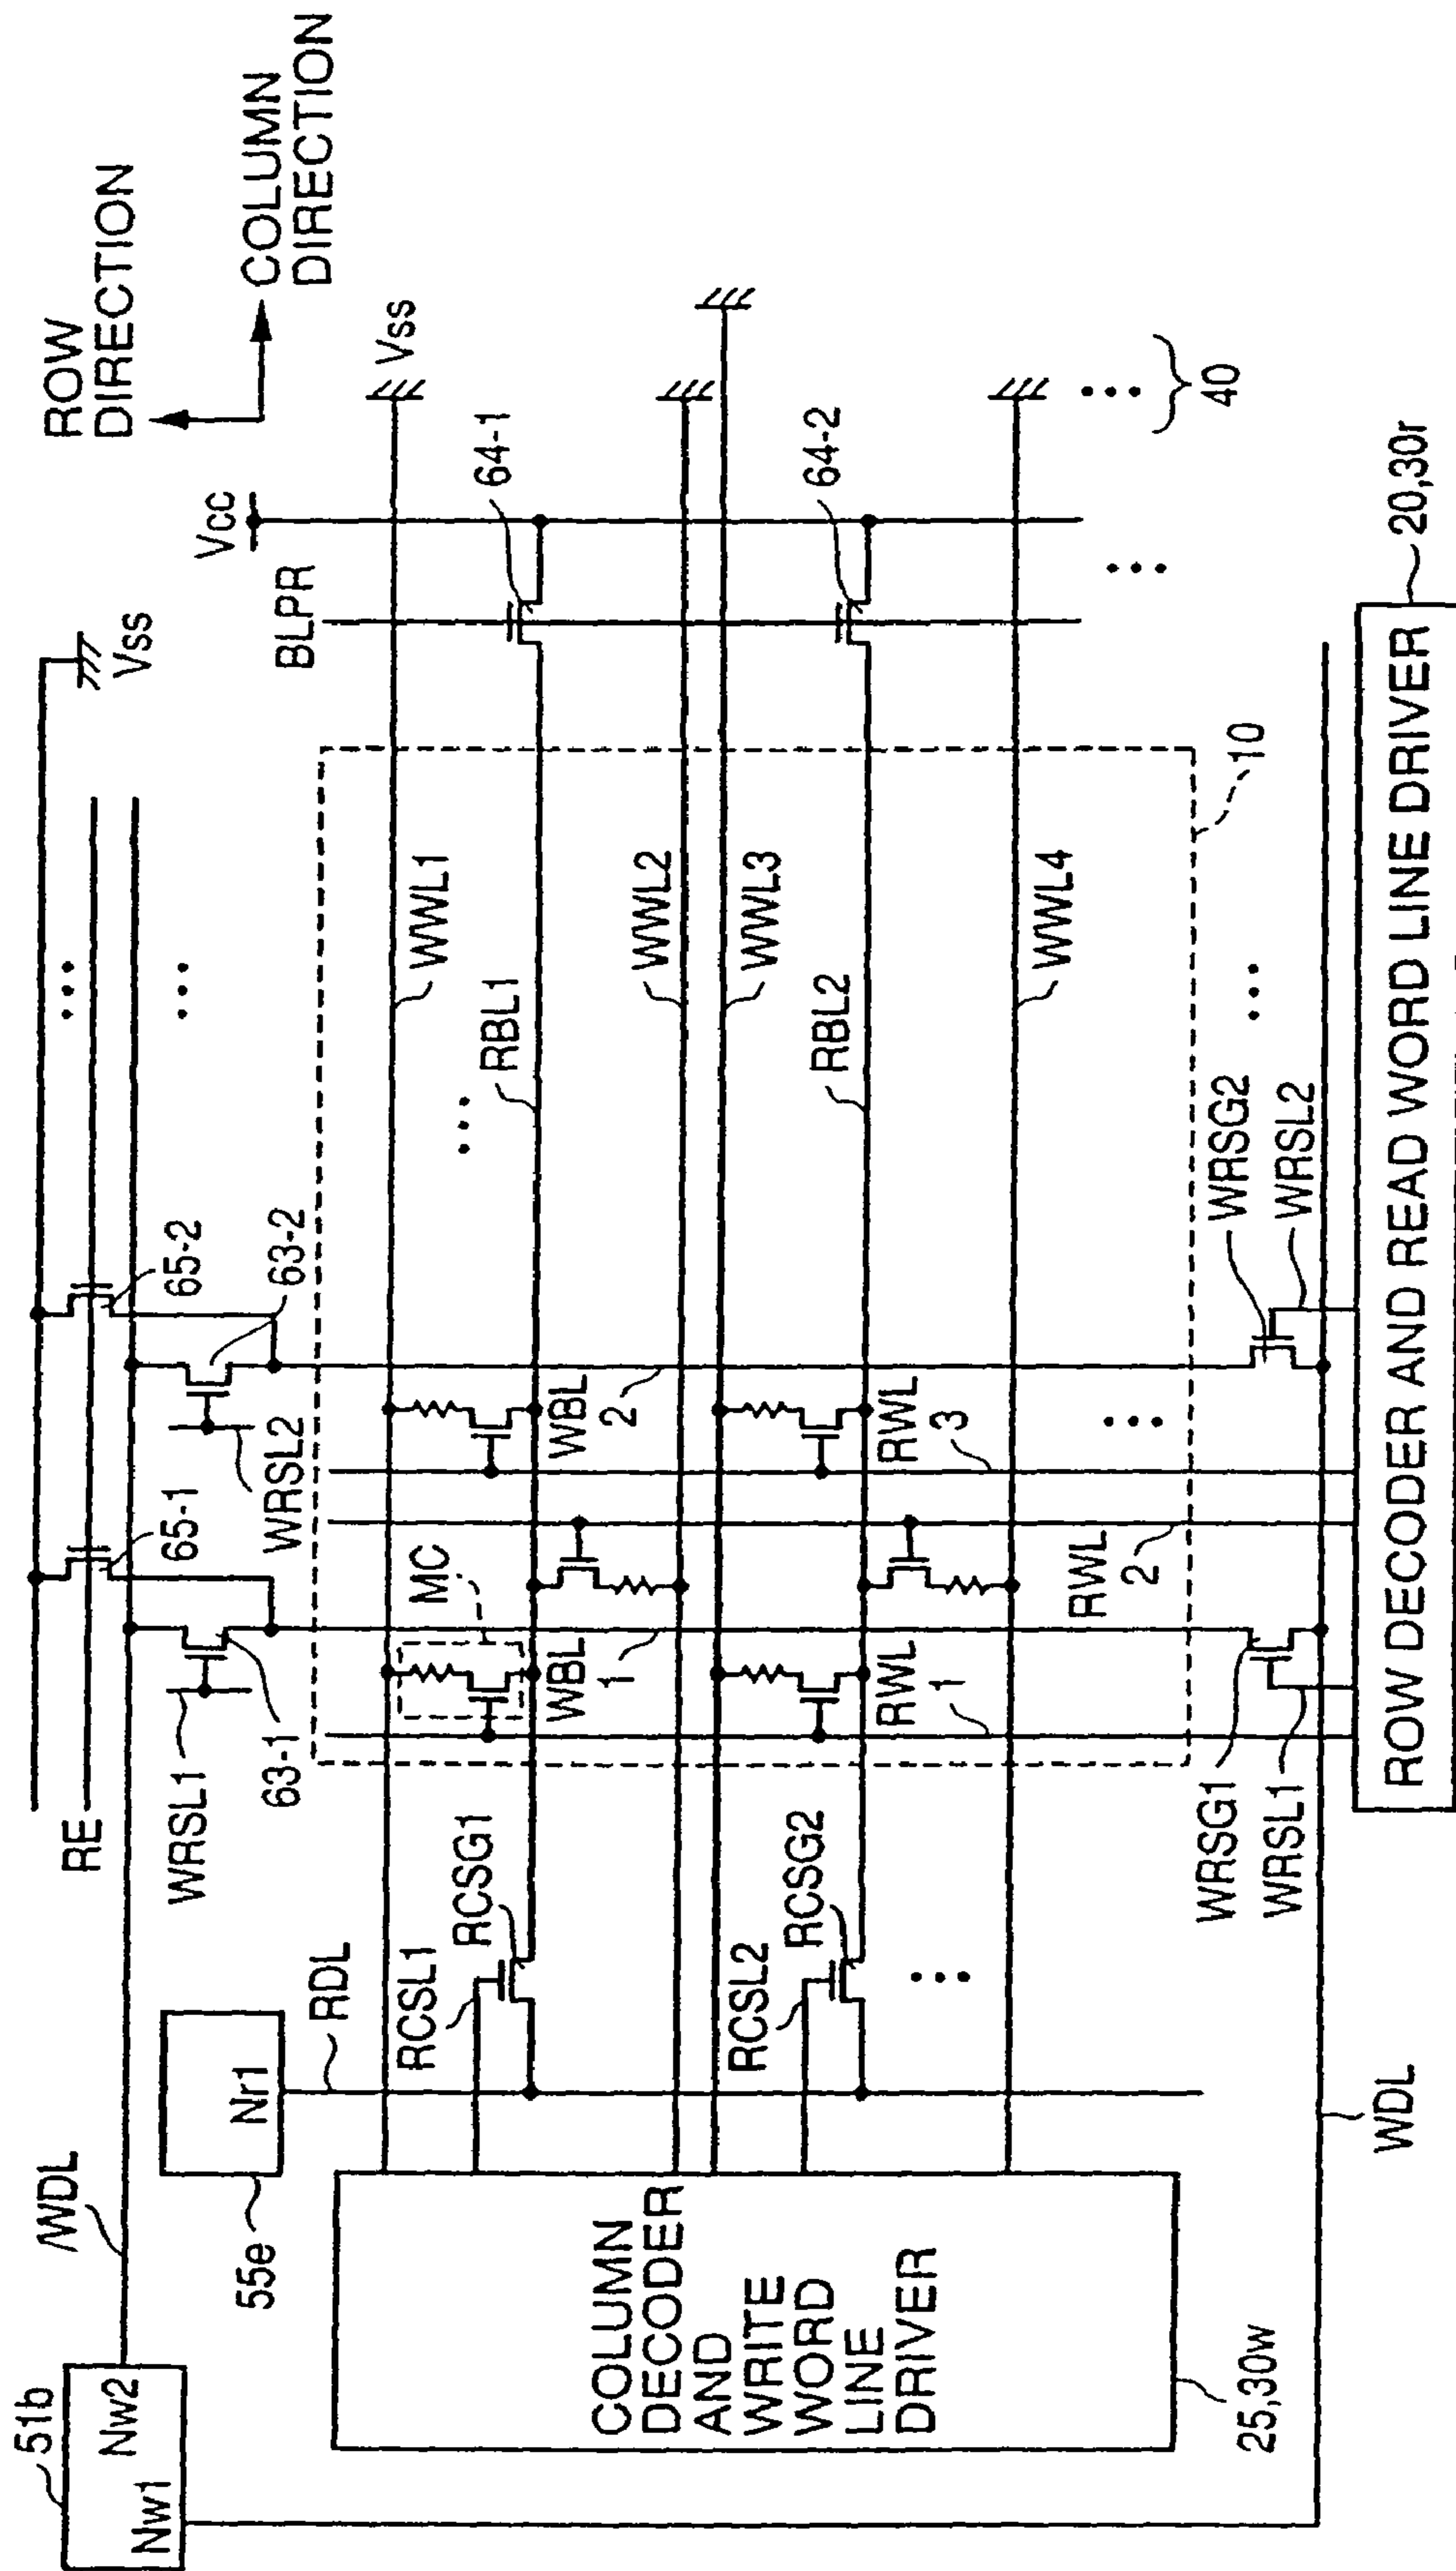 ROW
DIRECTION
COLUMN
DIRECTION
51b
Nw2
Nw1
/WDL
RE
65-1
65-2
Vss
WRSL1
63-1
WRSL2
63-2
BLPR
Vcc
55e
Nr1
RDL
WWL1
Vss
RCSL1
RCSG1
MC
RBL1
64-1
WBL
1
WBL
2
WWL2
WWL3
RCSL2
RCSG2
RBL2
64-2
RWL
1
RWL
2
RWL
3
WWL4
40
COLUMN
DECODER
AND
WRITE
WORD
LINE
DRIVER
25,30w
10
WRSG1
WRSL1
WRSG2
WRSL2
WDL
ROW DECODER AND READ WORD LINE DRIVER
20,30r